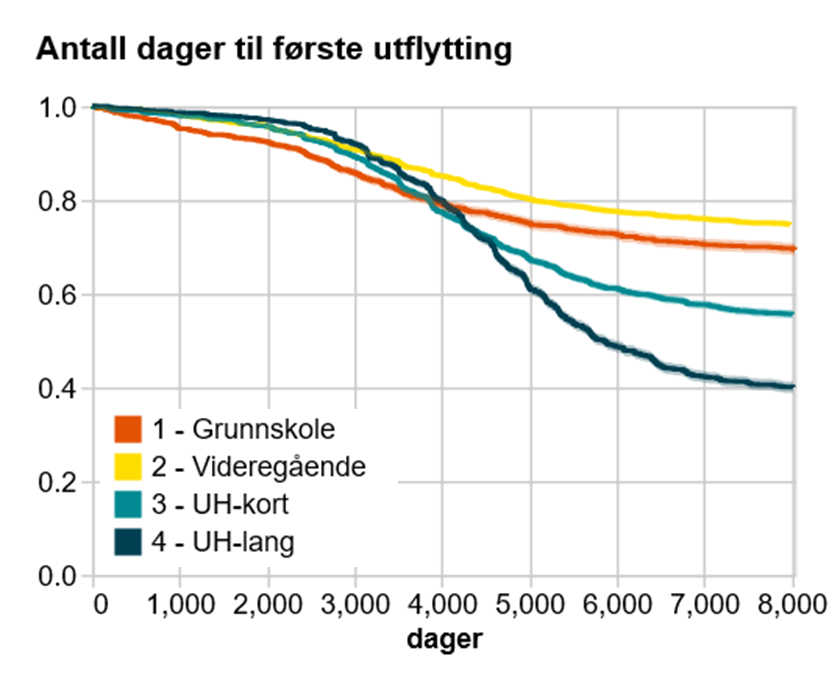 Antall dager til første utflytting
1.0
0.8
0.6
0.4
0.2
0.0
1 - Grunnskole
2 - Videregående
3 - UH-kort
4 - UH-lang
0 1,000 2,000 3,000 4,000 5,000 6,000 7,000 8,000
dager